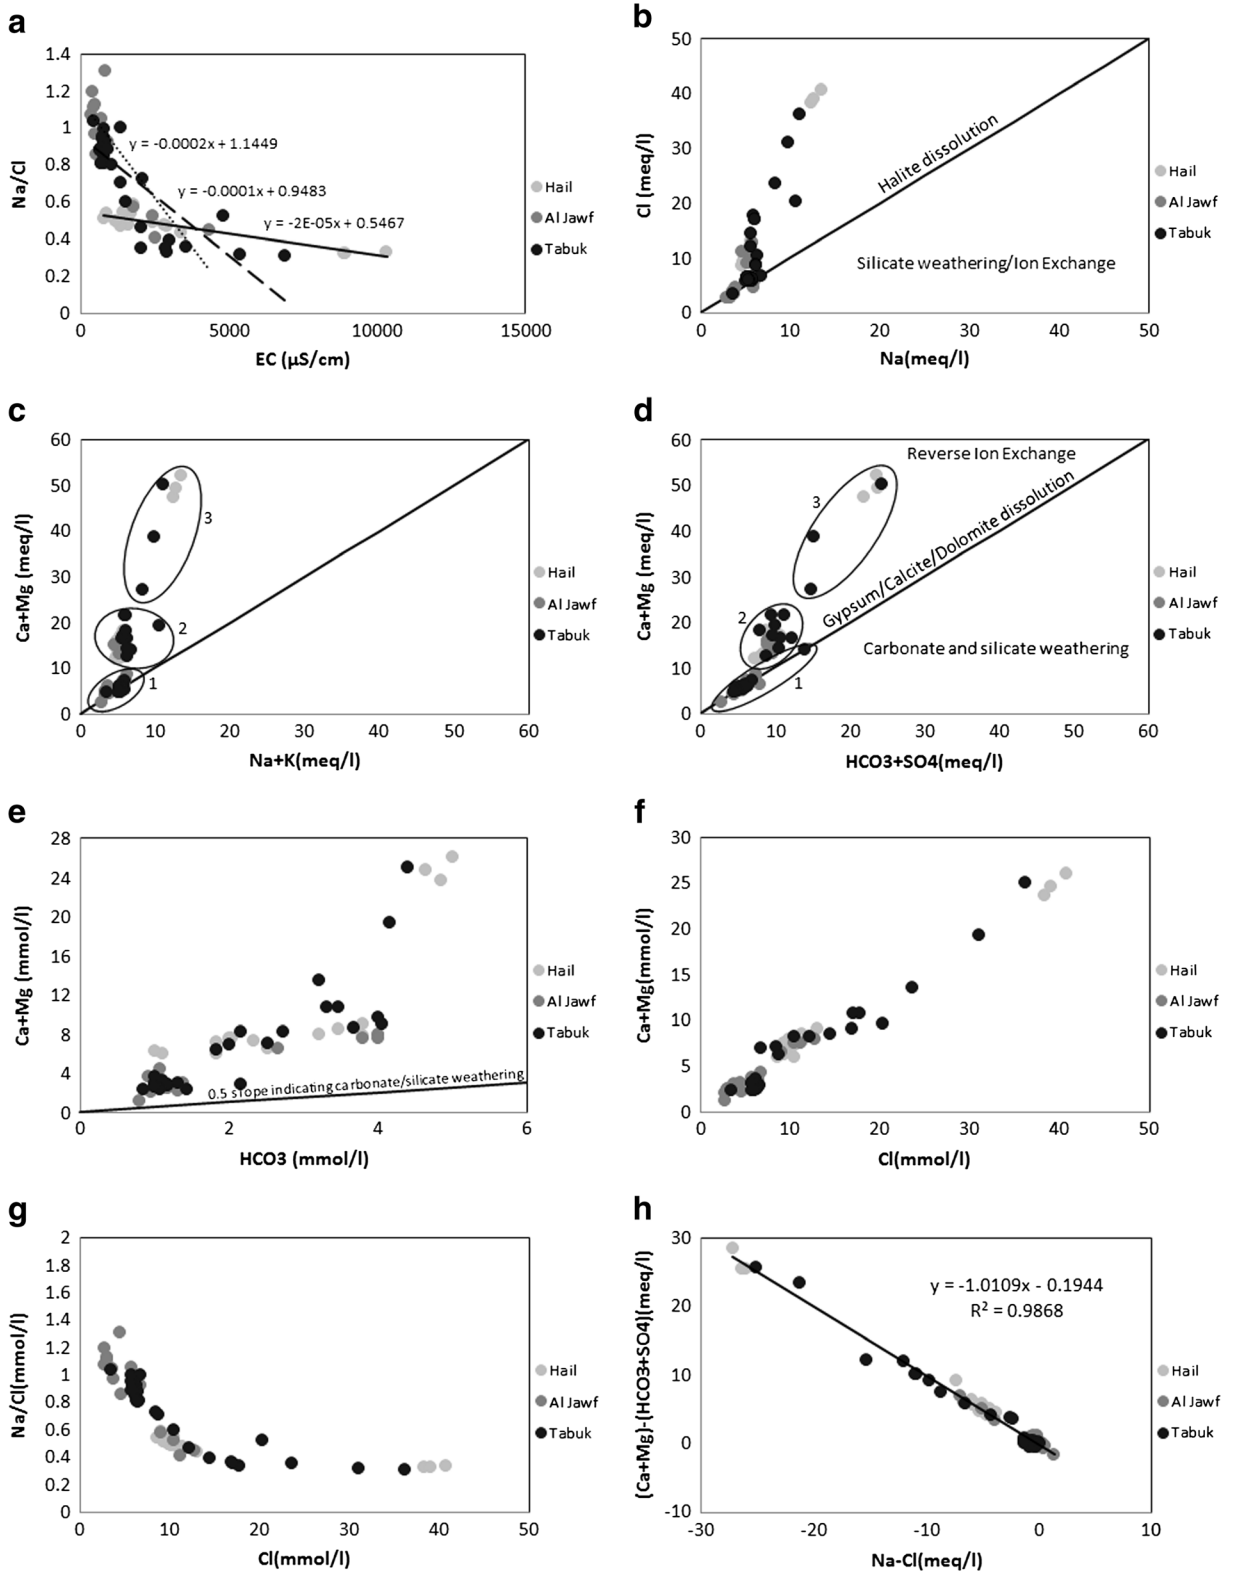 a
1.4
1.2
1
0.8
0.6
0.4
0.2
0
0 5000 10000 15000
Na/Cl
EC (µS/cm)
y = -0.0002x + 1.1449
y = -0.0001x + 0.9483
y = -2E-05x + 0.5467
Hail
Al Jawf
Tabuk
b
50
40
30
20
10
0
0 10 20 30 40 50
Cl (meq/l)
Na(meq/l)
Halite dissolution
Silicate weathering/Ion Exchange
Hail
Al Jawf
Tabuk
c
60
50
40
30
20
10
0
0 10 20 30 40 50 60
Ca+Mg (meq/l)
Na+K(meq/l)
3
2
1
Hail
Al Jawf
Tabuk
d
60
50
40
30
20
10
0
0 10 20 30 40 50 60
Ca+Mg (meq/l)
HCO3+SO4(meq/l)
Reverse Ion Exchange
Gypsum/Calcite/Dolomite dissolution
Carbonate and silicate weathering
3
2
1
Hail
Al Jawf
Tabuk
e
28
24
20
16
12
8
4
0
0 2 4 6
Ca+Mg (mmol/l)
HCO3 (mmol/l)
0.5 slope indicating carbonate/silicate weathering
Hail
Al Jawf
Tabuk
f
30
25
20
15
10
5
0
0 10 20 30 40 50
Ca+Mg(mmol/l)
Cl(mmol/l)
Hail
Al Jawf
Tabuk
g
2
1.8
1.6
1.4
1.2
1
0.8
0.6
0.4
0.2
0
0 10 20 30 40 50
Na/Cl(mmol/l)
Cl(mmol/l)
Hail
Al Jawf
Tabuk
h
30
20
10
0
-10
-30 -20 -10 0 10
(Ca+Mg)-(HCO3+SO4)(meq/l)
Na-Cl(meq/l)
y = -1.0109x - 0.1944
R² = 0.9868
Hail
Al Jawf
Tabuk